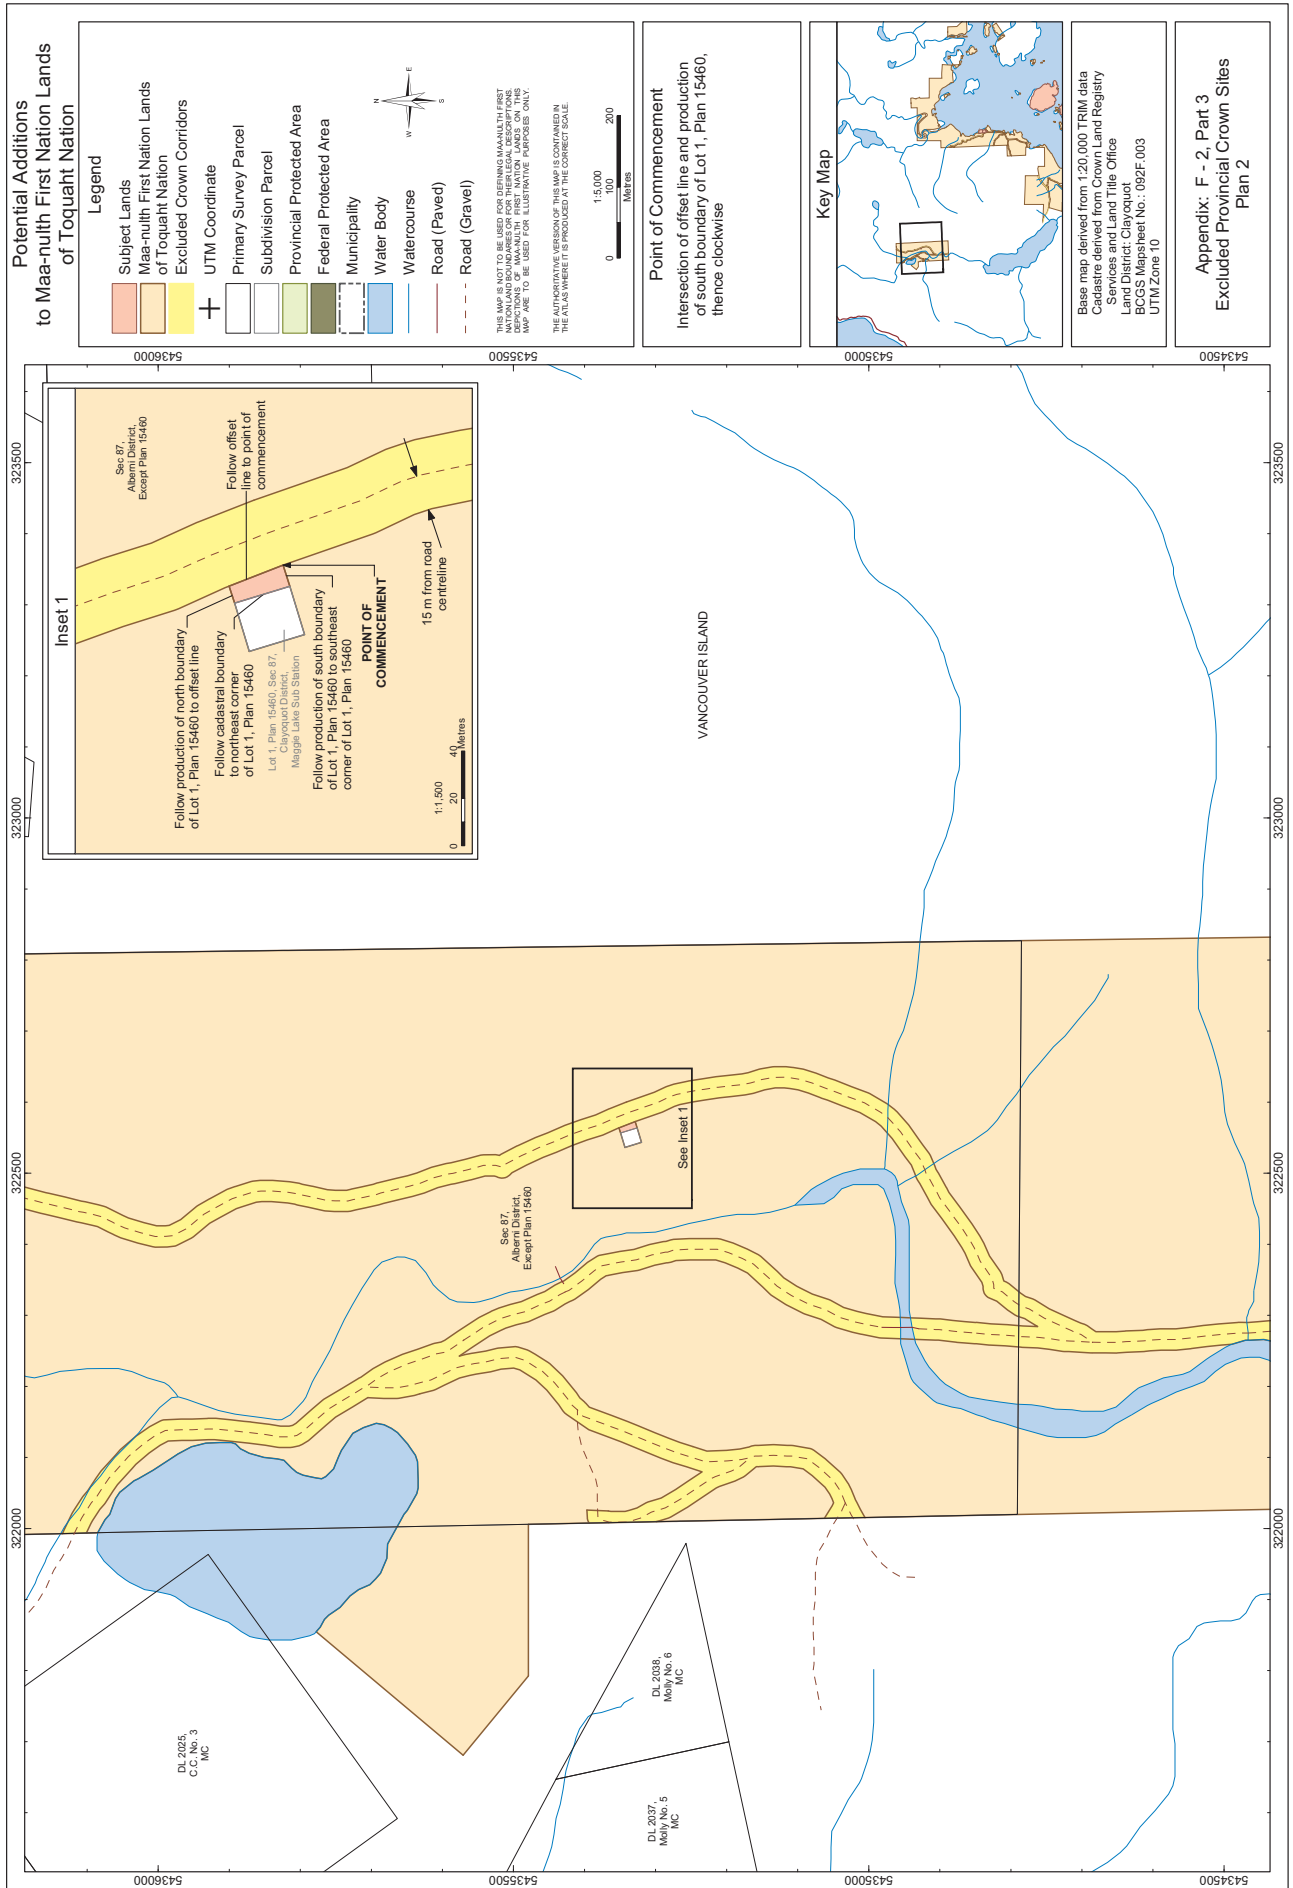 Potential Additions
to Maa-nulth First Nation Lands
of Toquaht Nation
Legend
Subject Lands
Maa-nulth First Nation Lands
of Toquaht Nation
Excluded Crown Corridors
UTM Coordinate
Primary Survey Parcel
Subdivision Parcel
Provincial Protected Area
Federal Protected Area
Municipality
Water Body
Watercourse
Road (Paved)
Road (Gravel)
N
E
S
W
THIS MAP IS NOT TO BE USED FOR DEFINING MAA-NULTH FIRST
NATION LAND BOUNDARIES OR FOR THEIR LEGAL DESCRIPTIONS.
DEPICTIONS OF MAA-NULTH FIRST NATION LANDS ON THIS
MAP ARE TO BE USED FOR ILLUSTRATIVE PURPOSES ONLY.
THE AUTHORITATIVE VERSION OF THIS MAP IS CONTAINED IN
THE ATLAS WHERE IT IS PRODUCED AT THE CORRECT SCALE.
1:5,000
0 100 200
Metres
Point of Commencement
Intersection of offset line and production
of south boundary of Lot 1, Plan 15460,
thence clockwise
Key Map
Base map derived from 1:20,000 TRIM data
Cadastre derived from Crown Land Registry
Services and Land Title Office
Land District: Clayoquot
BCGS Mapsheet No.: 092F.003
UTM Zone 10
Appendix: F - 2, Part 3
Excluded Provincial Crown Sites
Plan 2
Inset 1
Sec 87,
Alberni District,
Except Plan 15460
Follow offset
line to point of
commencement
Follow production of north boundary
of Lot 1, Plan 15460 to offset line
Follow cadastral boundary
to northeast corner
of Lot 1, Plan 15460
Lot 1, Plan 15460, Sec 87,
Clayoquot District,
Maggie Lake Sub Station
Follow production of south boundary
of Lot 1, Plan 15460 to southeast
corner of Lot 1, Plan 15460
POINT OF
COMMENCEMENT
15 m from road
centreline
1:1,500
0 20 40
Metres
VANCOUVER ISLAND
See Inset 1
Sec 87,
Alberni District,
Except Plan 15460
DL 2025,
C.C. No. 3
MC
DL 2038,
Molly No. 6
MC
DL 2037,
Molly No. 5
MC
322000
322500
323000
323500
322000
322500
323000
323500
5436000
5435500
5435000
5434500
5436000
5435500
5435000
5434500